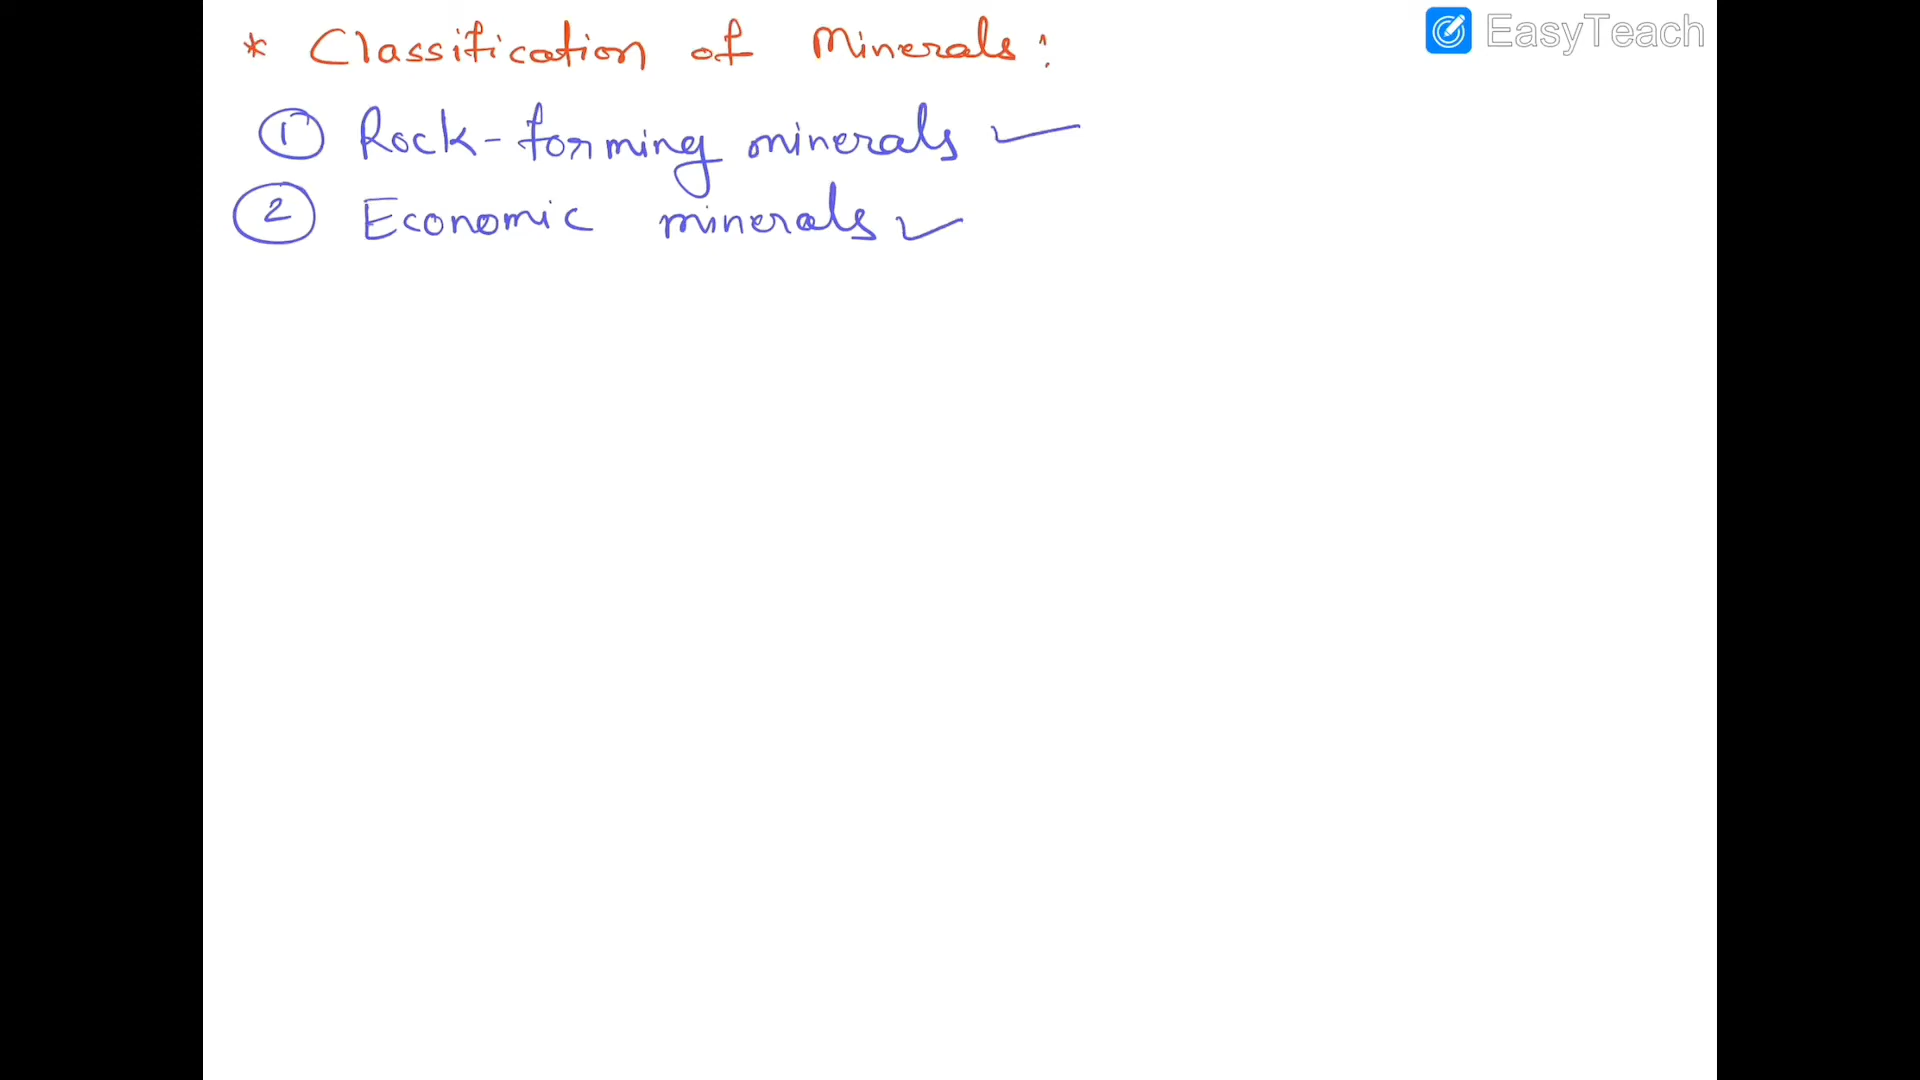 * Classification of Minerals:
EasyTeach
① Rock-forming minerals ✓
② Economic minerals ✓